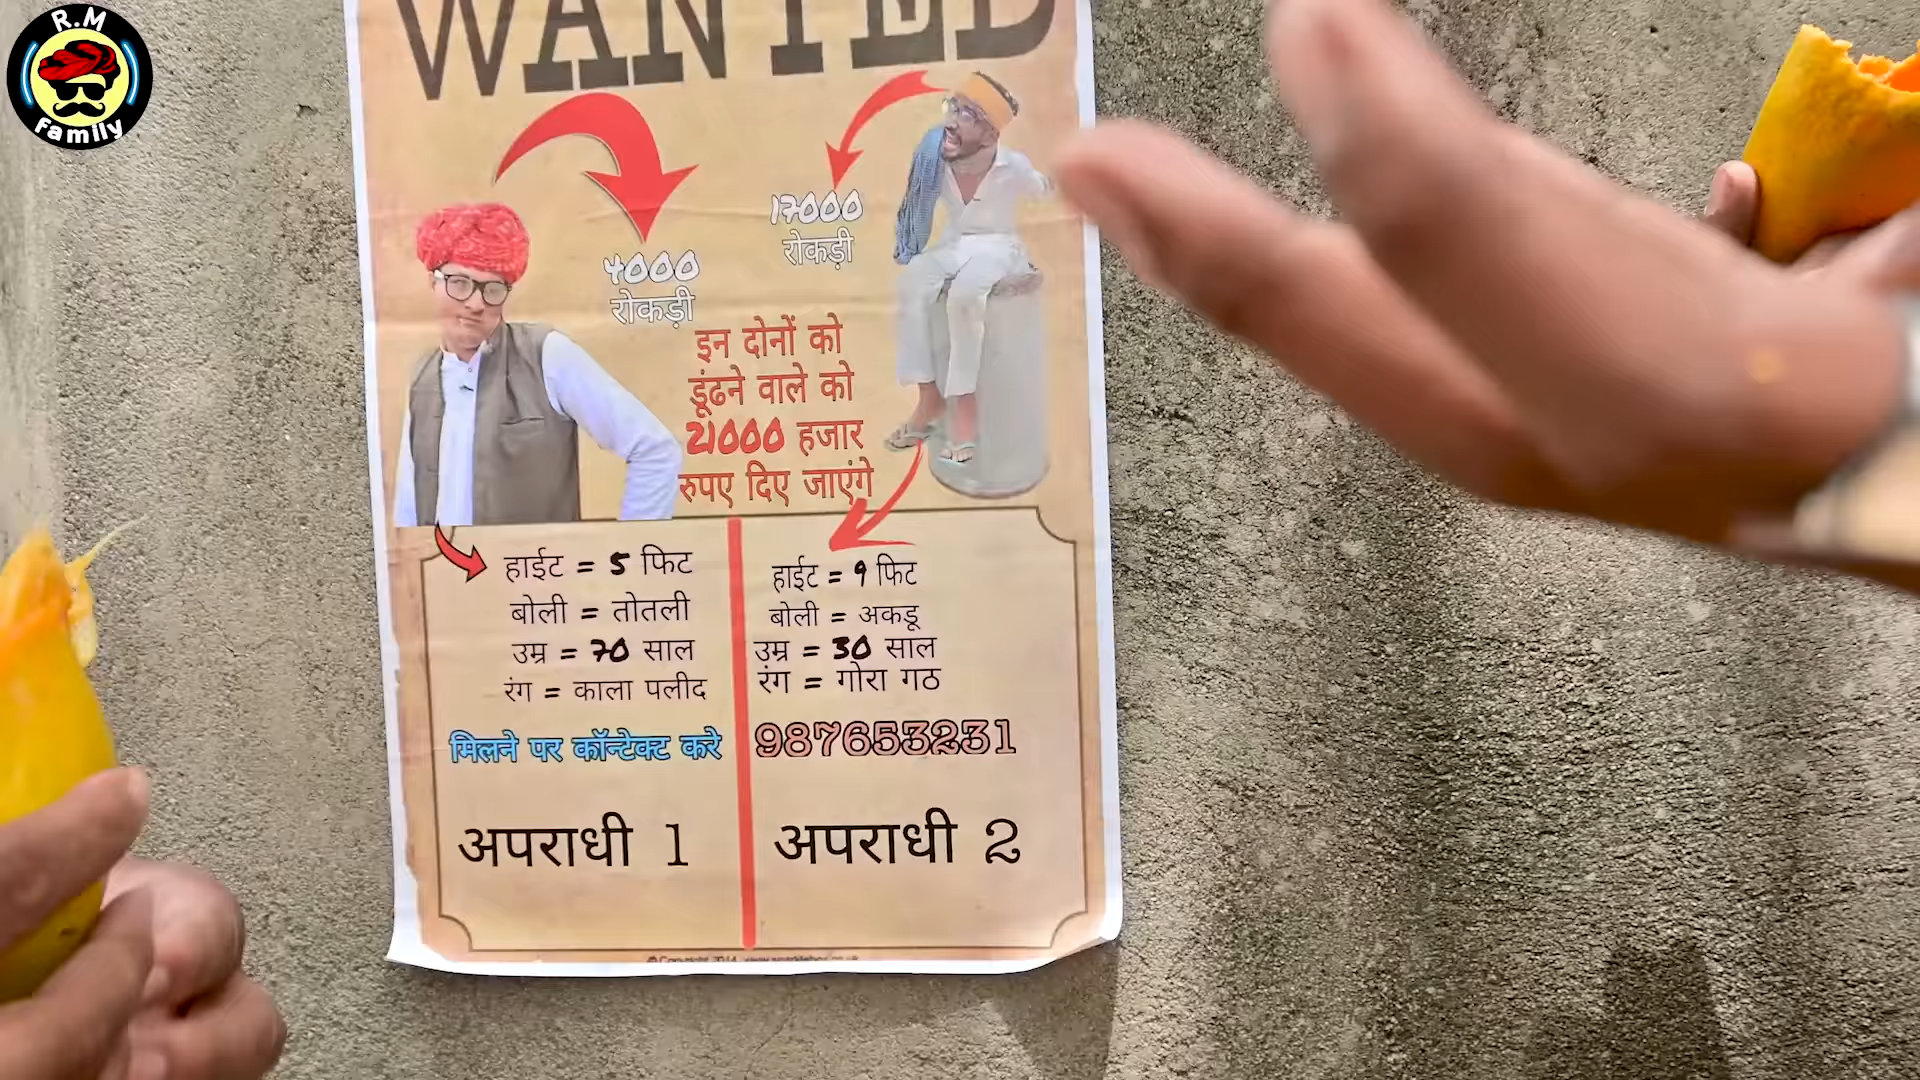 R.M
Family
WANTED
17000
रोकड़ी
4000
रोकड़ी
इन दोनों को
डूंढने वाले को
21000 हजार
रुपए दिए जाएंगे
हाईट = 5 फिट
बोली = तोतली
उम्र = 70 साल
रंग = काला पलीद
हाईट = 9 फिट
बोली = अकडू
उम्र = 30 साल
रंग = गोरा गठ
मिलने पर कॉन्टेक्ट करे
987653231
अपराधी 1
अपराधी 2